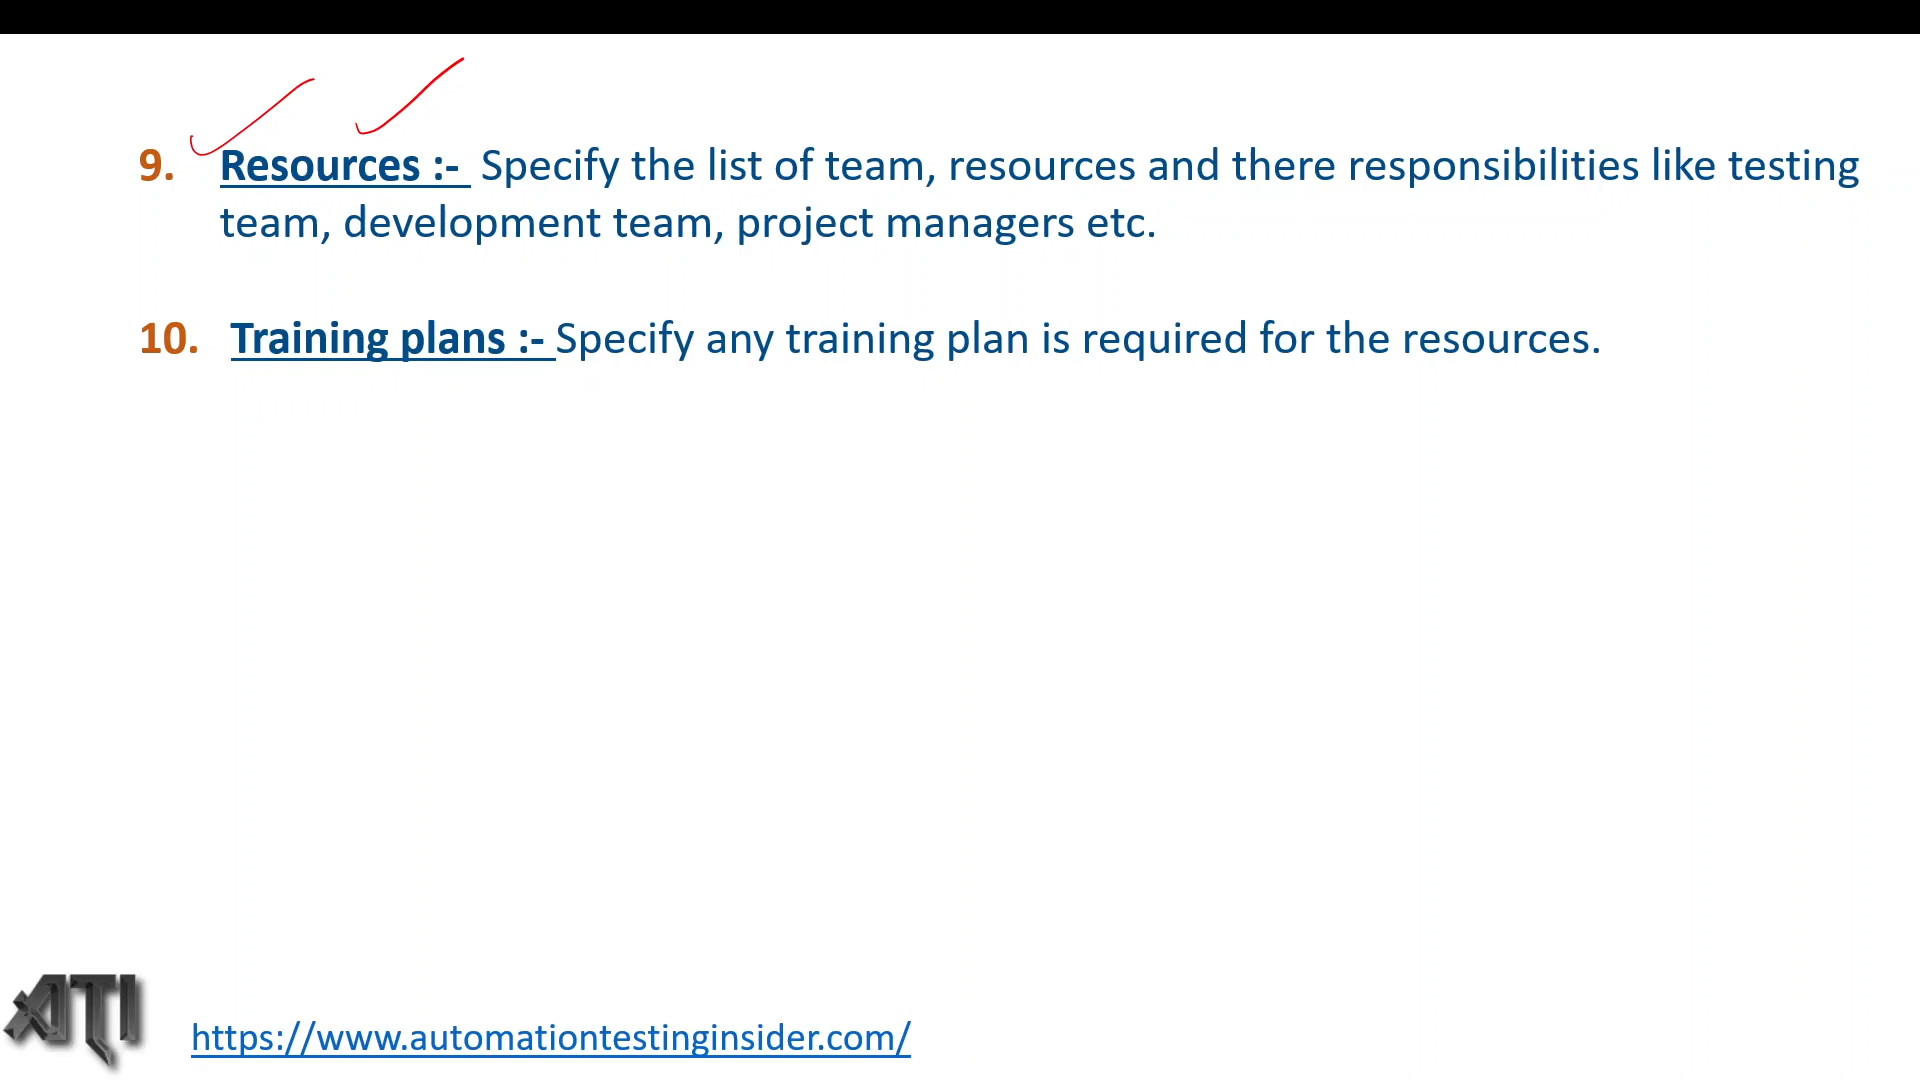 9. Resources :- Specify the list of team, resources and there responsibilities like testing
team, development team, project managers etc.
10. Training plans :- Specify any training plan is required for the resources.
ATI
https://www.automationtestinginsider.com/